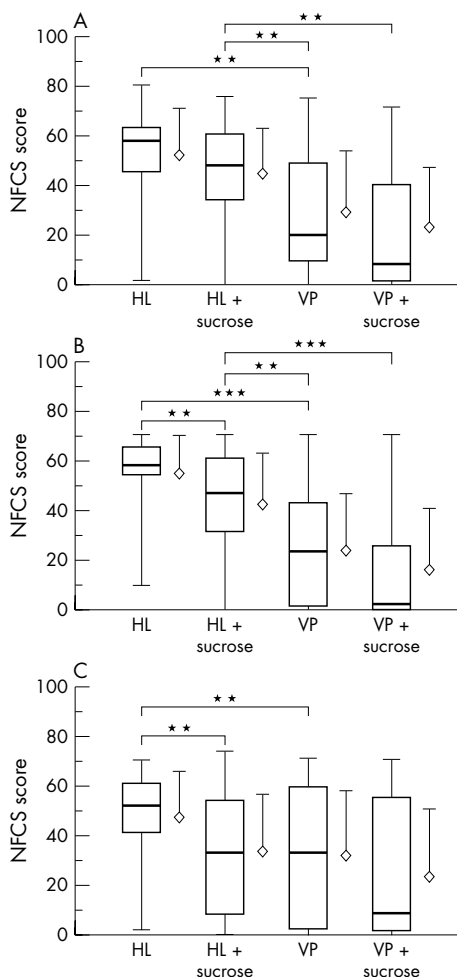 A
★ ★
★ ★
★ ★
100
80
60
40
20
0
NFCS score
HL
HL +
sucrose
VP
VP +
sucrose
B
★ ★ ★
★ ★
★ ★ ★
★ ★
100
80
60
40
20
0
NFCS score
HL
HL +
sucrose
VP
VP +
sucrose
C
★ ★
★ ★
100
80
60
40
20
0
NFCS score
HL
HL +
sucrose
VP
VP +
sucrose